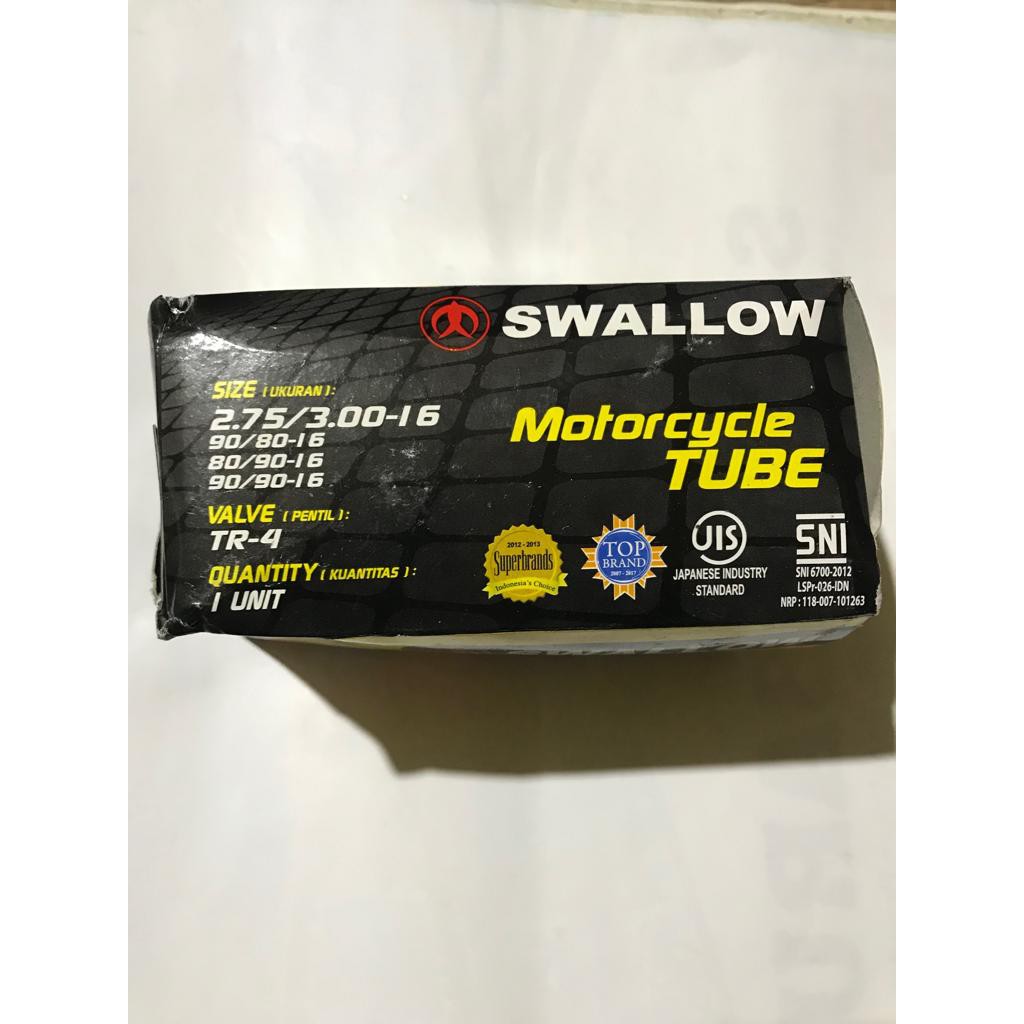 SWALLOW
SIZE (UKURAN):
2.75/3.00-16
90/80-16
80/90-16
90/90-16
VALVE (PENTIL):
TR-4
QUANTITY (KUANTITAS):
1 UNIT
Motorcycle
TUBE
2012 - 2013
Superbrands
Indonesia's Choice
TOP
BRAND
2007 - 2017
JIS
JAPANESE INDUSTRY
STANDARD
SNI
SNI 6700-2012
LSPr-026-IDN
NRP : 118-007-101263